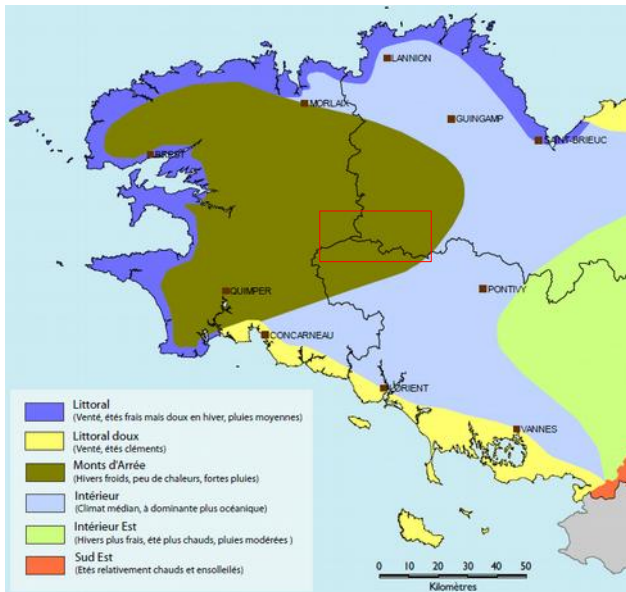 LANNION
MORLAIX
GUINGAMP
SAINT-BRIEUC
BREST
QUIMPER
PONTIVY
CONCARNEAU
LORIENT
VANNES
Littoral
(Venté, étés frais mais doux en hiver, pluies moyennes)
Littoral doux
(Venté, étés cléments)
Monts d'Arrée
(Hivers froids, peu de chaleurs, fortes pluies)
Intérieur
(Climat médian, à dominante plus océanique)
Intérieur Est
(Hivers plus frais, été plus chauds, pluies modérées )
Sud Est
(Etés relativement chauds et ensolleilés)
0 10 20 30 40 50
Kilomètres